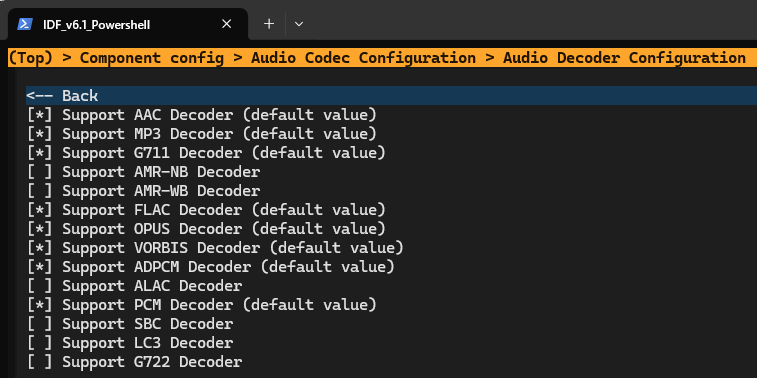 IDF_v6.1_Powershell
(Top) > Component config > Audio Codec Configuration > Audio Decoder Configuration
<-- Back
[*] Support AAC Decoder (default value)
[*] Support MP3 Decoder (default value)
[*] Support G711 Decoder (default value)
[ ] Support AMR-NB Decoder
[ ] Support AMR-WB Decoder
[*] Support FLAC Decoder (default value)
[*] Support OPUS Decoder (default value)
[*] Support VORBIS Decoder (default value)
[*] Support ADPCM Decoder (default value)
[ ] Support ALAC Decoder
[*] Support PCM Decoder (default value)
[ ] Support SBC Decoder
[ ] Support LC3 Decoder
[ ] Support G722 Decoder